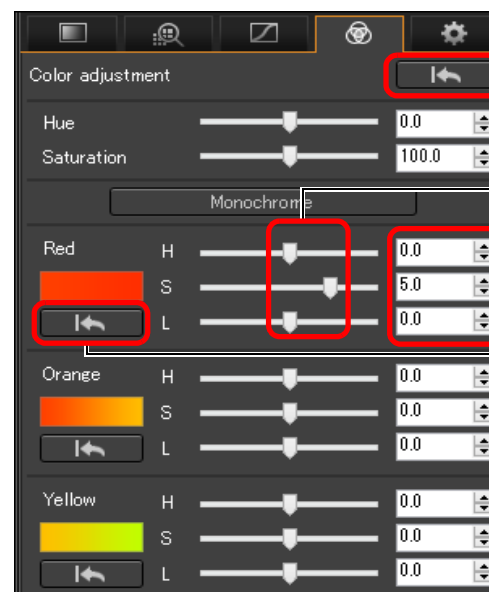 Color adjustment
Hue 0.0
Saturation 100.0
Monochrome
Red H 0.0
S 5.0
L 0.0
Orange H 0.0
S 0.0
L 0.0
Yellow H 0.0
S 0.0
L 0.0